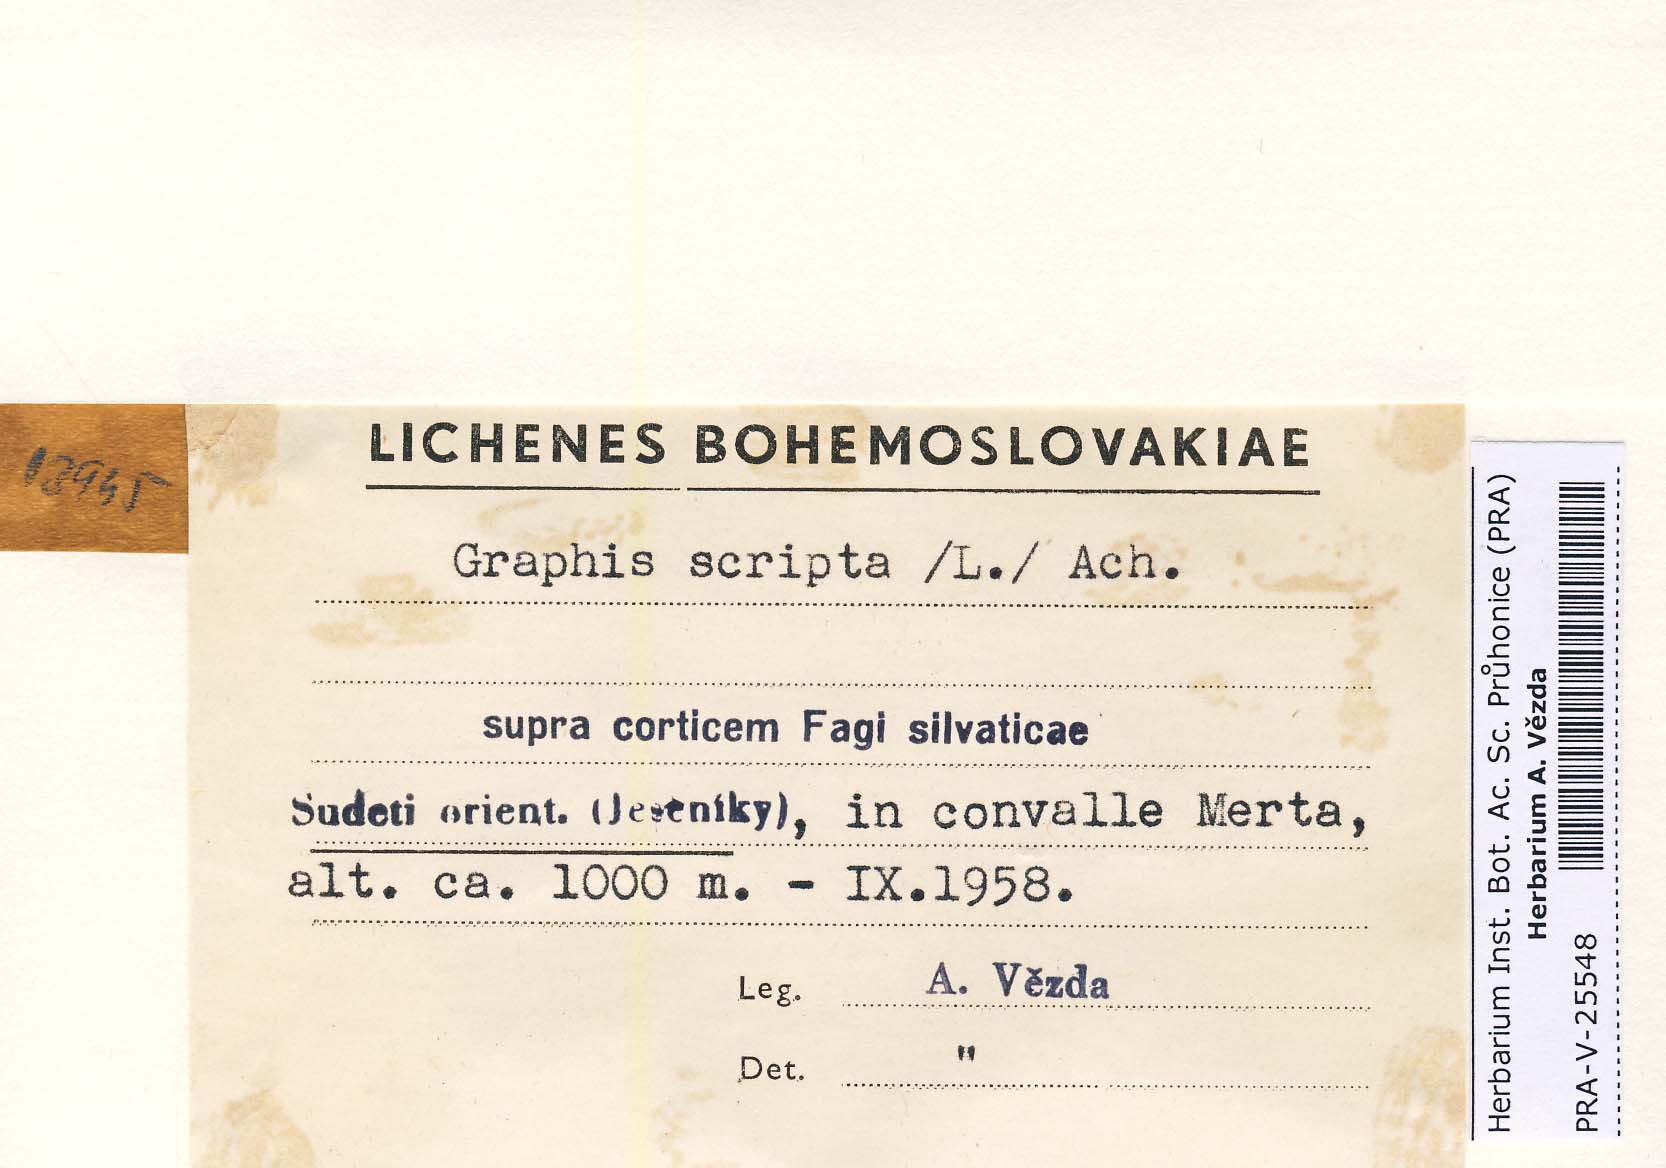 LICHENES BOHEMOSLOVAKIAE
Graphis scripta /L./ Ach.
supra corticem Fagi silvaticae
Sudeti orient. (Jeseníky), in convalle Merta,
alt. ca. 1000 m. - IX.1958.
Leg. A. Vězda
Det. "
Herbarium Inst. Bot. Ac. Sc. Průhonice (PRA)
Herbarium A. Vězda
PRA-V-25548